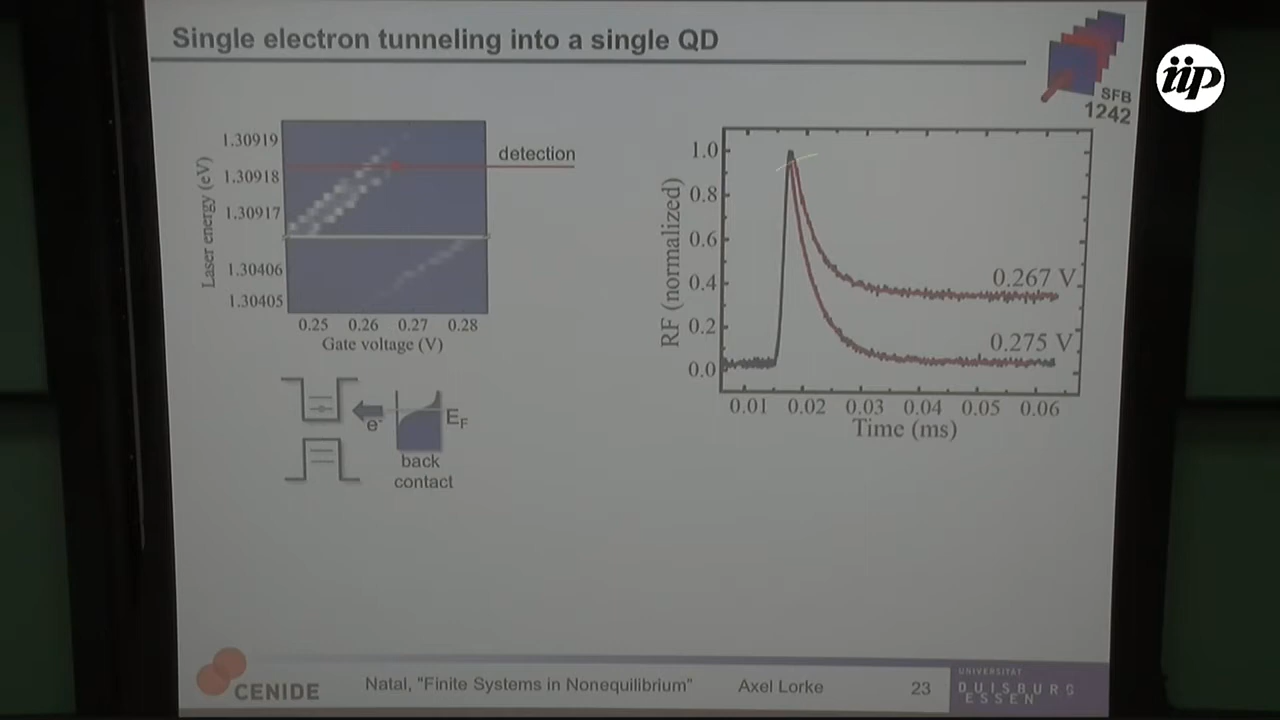 Single electron tunneling into a single QD
iip
SFB
1242
Laser energy (eV)
1.30919
1.30918
1.30917
1.30406
1.30405
0.25 0.26 0.27 0.28
Gate voltage (V)
detection
e-
EF
back
contact
RF (normalized)
1.0
0.8
0.6
0.4
0.2
0.0
0.267 V
0.275 V
0.01 0.02 0.03 0.04 0.05 0.06
Time (ms)
CENIDE
Natal, "Finite Systems in Nonequilibrium" Axel Lorke 23
UNIVERSITÄT
DUISBURG
ESSEN